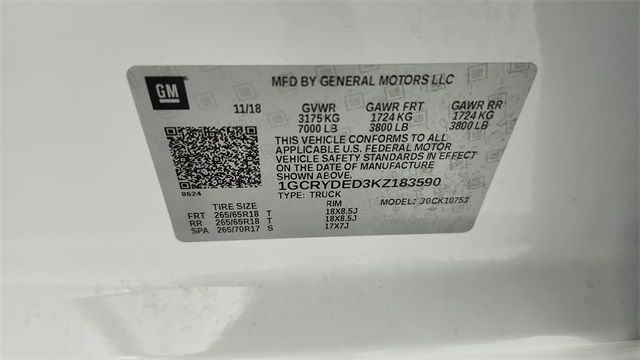 GM
MFD BY GENERAL MOTORS LLC
11/18 GVWR GAWR FRT GAWR RR
3175 KG 1724 KG 1724 KG
7000 LB 3800 LB 3800 LB
THIS VEHICLE CONFORMS TO ALL
APPLICABLE U.S. FEDERAL MOTOR
VEHICLE SAFETY STANDARDS IN EFFECT
ON THE DATE OF MANUFACTURE
SHOWN ABOVE.
1GCRYDED3KZ183590
8624
TYPE: TRUCK MODEL: 30CK18753
TIRE SIZE RIM
FRT 265/65R18 T 18X8.5J
RR 265/65R18 T 18X8.5J
SPA 265/70R17 S 17X7J